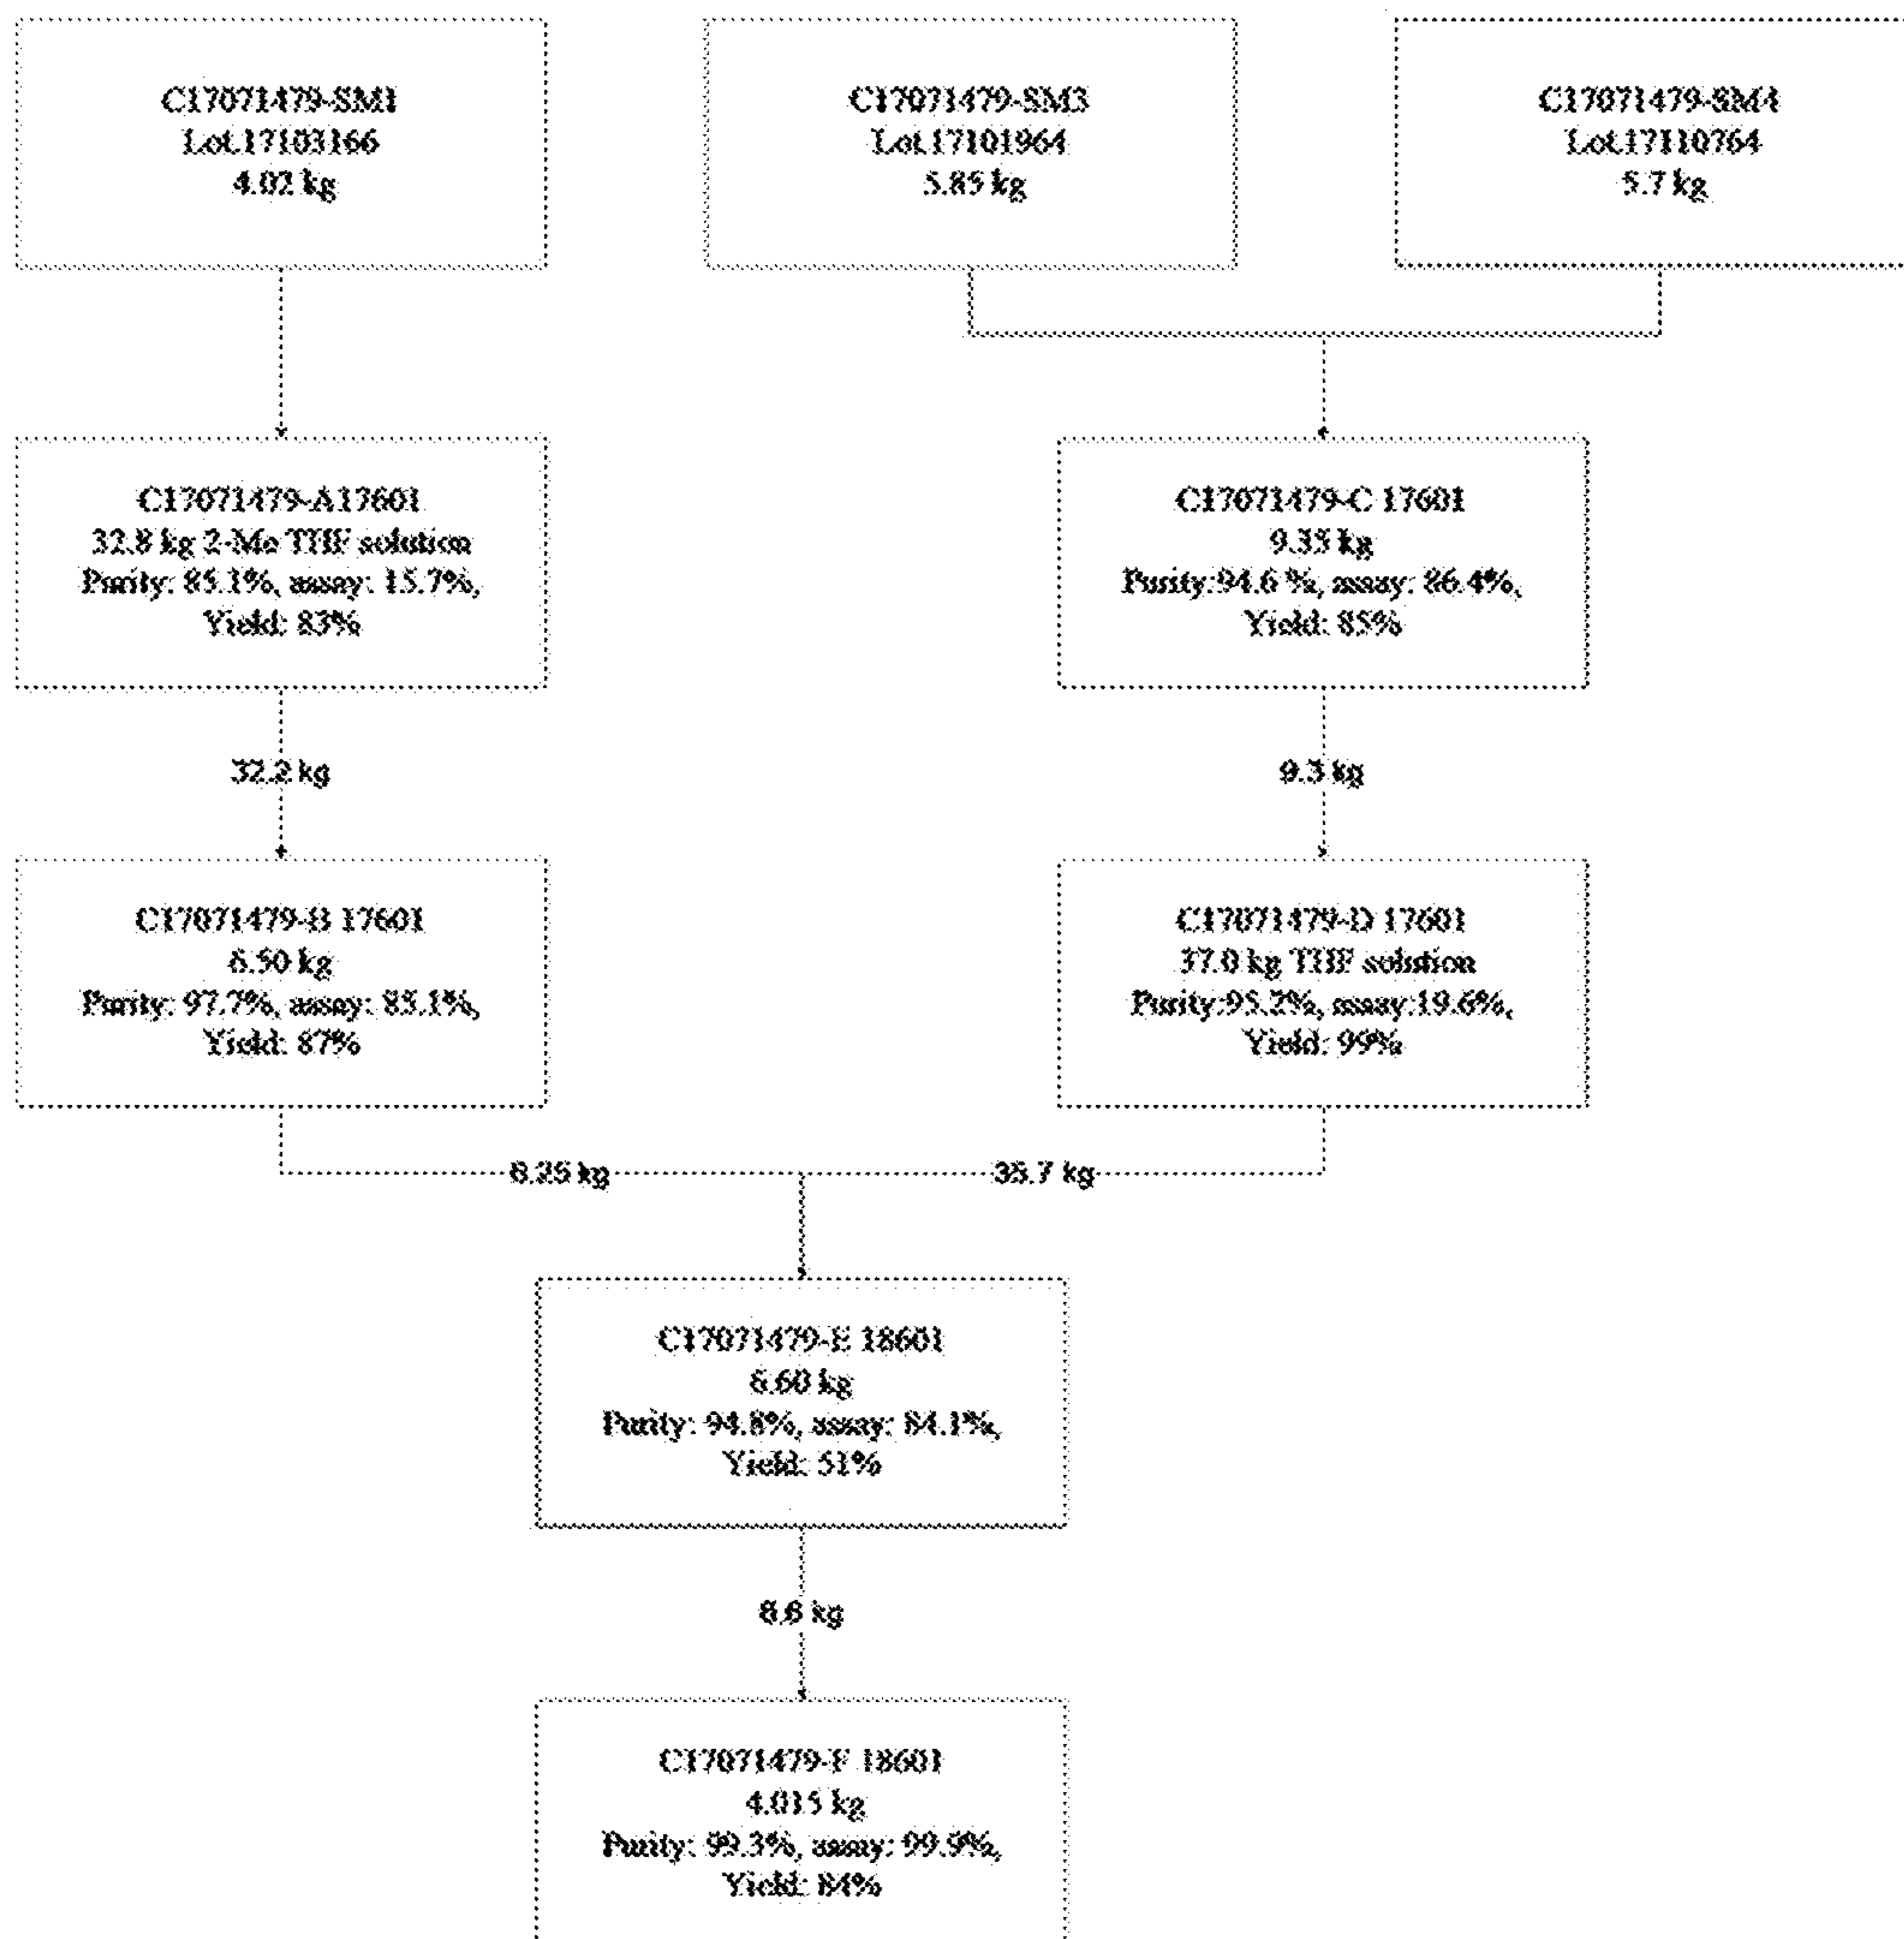 C17071479-SM1
Lot.17103166
4.02 kg
C17071479-SM3
Lot.17101964
5.85 kg
C17071479-SM4
Lot.17110764
5.7 kg
C17071479-A17601
32.8 kg 2-Me THF solution
Purity: 85.1%, assay: 15.7%,
Yield: 83%
C17071479-C 17601
9.35 kg
Purity:94.6 %, assay: 86.4%,
Yield: 85%
32.2 kg
9.3 kg
C17071479-B 17601
6.50 kg
Purity: 97.7%, assay: 85.1%,
Yield: 87%
C17071479-D 17601
37.0 kg THF solution
Purity:95.2%, assay:19.6%,
Yield: 99%
6.25 kg
35.7 kg
C17071479-E 18601
6.60 kg
Purity: 94.8%, assay: 84.1%,
Yield: 51%
6.6 kg
C17071479-F 18601
4.015 kg
Purity: 99.3%, assay: 99.9%,
Yield: 84%